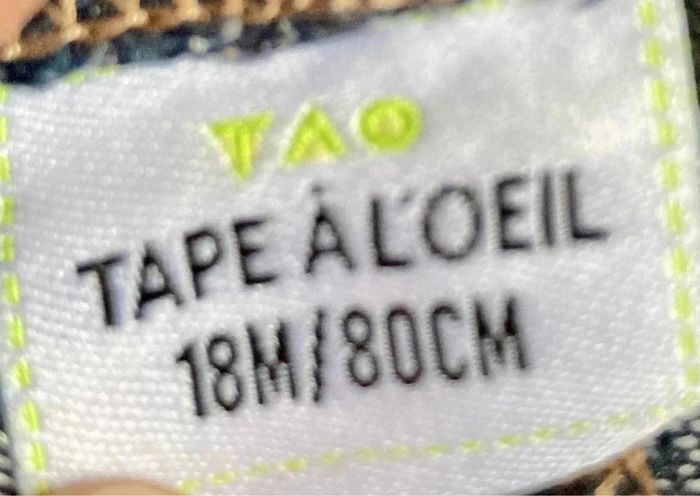 TAO
TAPE À L'OEIL
18M/80CM